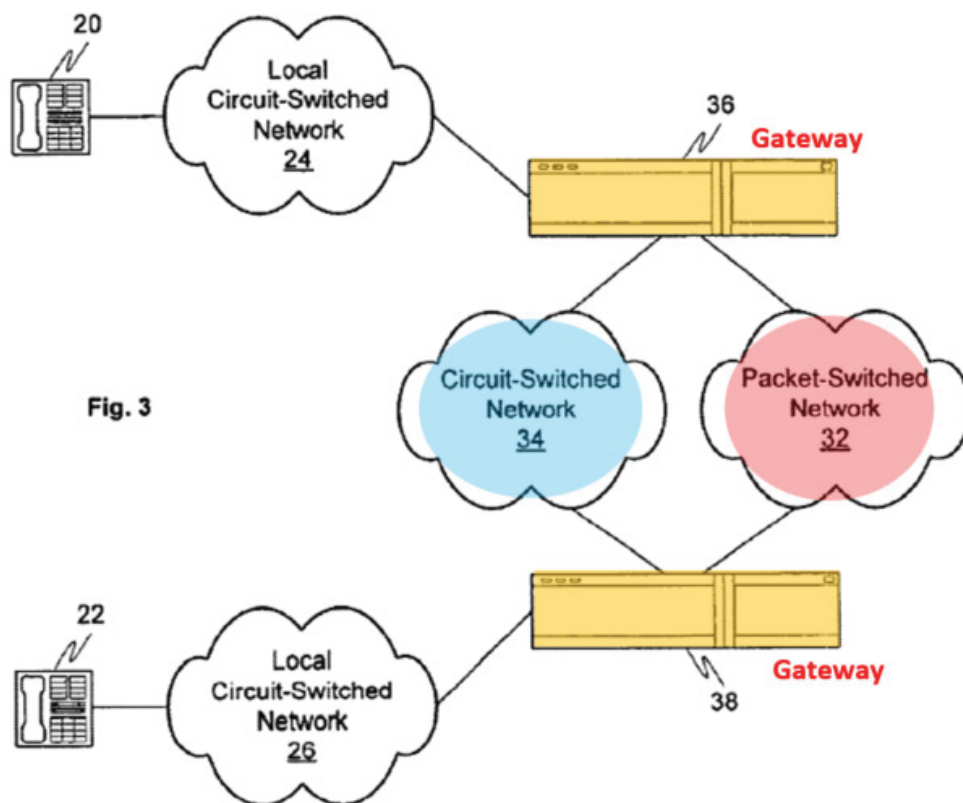 20
Local
Circuit-Switched
Network
24
36
Gateway
Circuit-Switched
Network
34
Packet-Switched
Network
32
Fig. 3
22
Local
Circuit-Switched
Network
26
38
Gateway